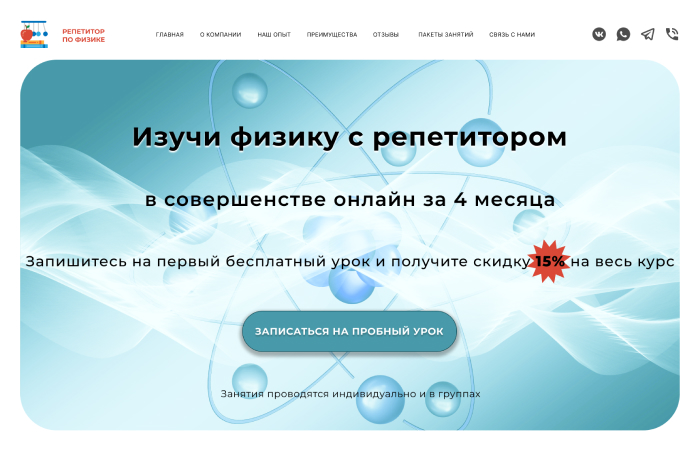 РЕПЕТИТОР
ПО ФИЗИКЕ
ГЛАВНАЯ О КОМПАНИИ НАШ ОПЫТ ПРЕИМУЩЕСТВА ОТЗЫВЫ ПАКЕТЫ ЗАНЯТИЙ СВЯЗЬ С НАМИ
Изучи физику с репетитором
в совершенстве онлайн за 4 месяца
Запишитесь на первый бесплатный урок и получите скидку 15% на весь курс
ЗАПИСАТЬСЯ НА ПРОБНЫЙ УРОК
Занятия проводятся индивидуально и в группах